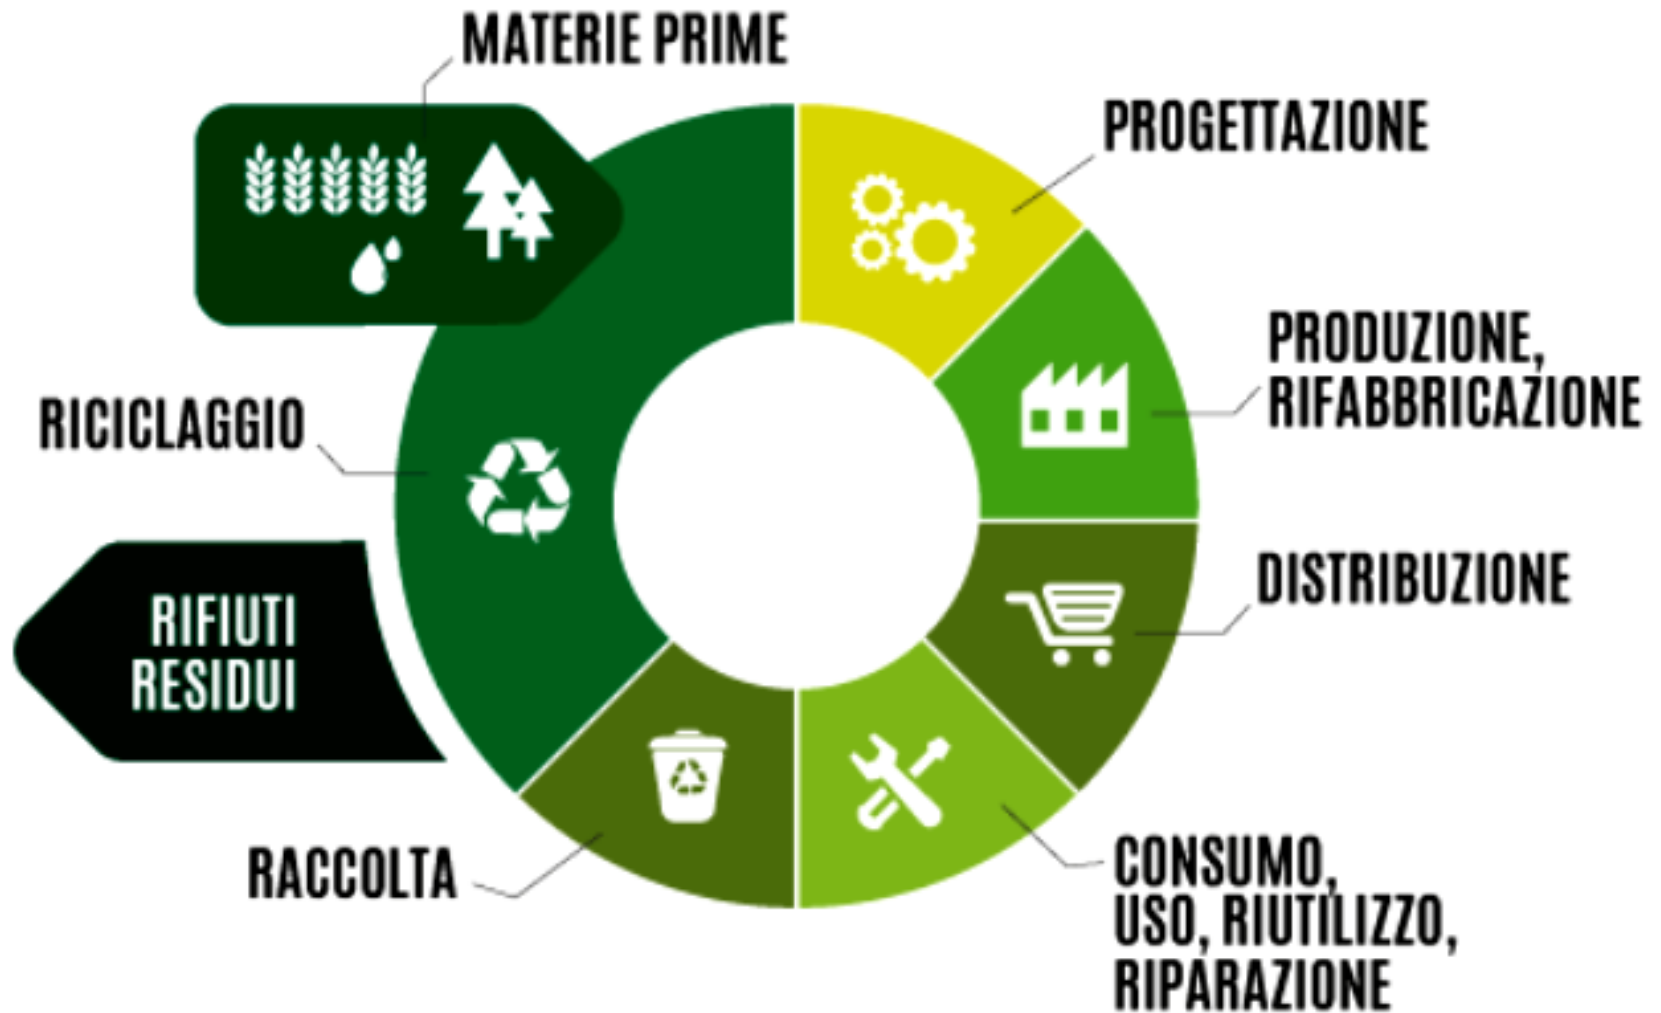 MATERIE PRIME
PROGETTAZIONE
PRODUZIONE,
RIFABBRICAZIONE
DISTRIBUZIONE
CONSUMO,
USO, RIUTILIZZO,
RIPARAZIONE
RACCOLTA
RICICLAGGIO
RIFIUTI
RESIDUI